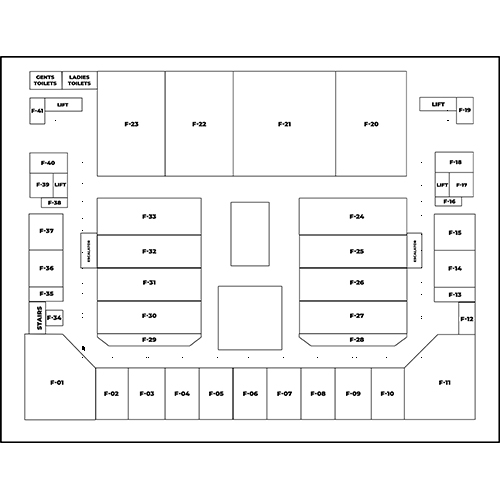 GENTS TOILETS
LADIES TOILETS
F-41
LIFT
F-23
F-22
F-21
F-20
LIFT
F-19
F-40
F-39
LIFT
F-38
F-18
LIFT
F-17
F-16
F-37
F-36
F-35
F-33
F-32
F-31
F-30
F-29
ESCALATOR
F-24
F-25
F-26
F-27
F-28
ESCALATOR
F-15
F-14
F-13
STAIRS
F-34
F-12
F-01
F-02
F-03
F-04
F-05
F-06
F-07
F-08
F-09
F-10
F-11